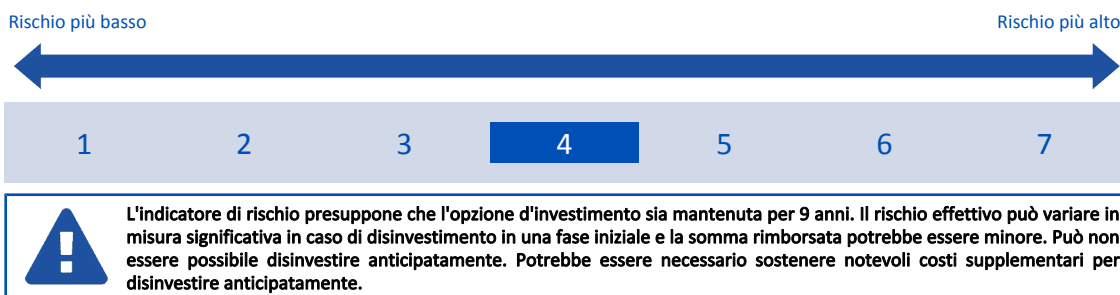 Rischio più basso Rischio più alto
1 2 3 4 5 6 7
L'indicatore di rischio presuppone che l'opzione d'investimento sia mantenuta per 9 anni. Il rischio effettivo può variare in
misura significativa in caso di disinvestimento in una fase iniziale e la somma rimborsata potrebbe essere minore. Può non
essere possibile disinvestire anticipatamente. Potrebbe essere necessario sostenere notevoli costi supplementari per
disinvestire anticipatamente.